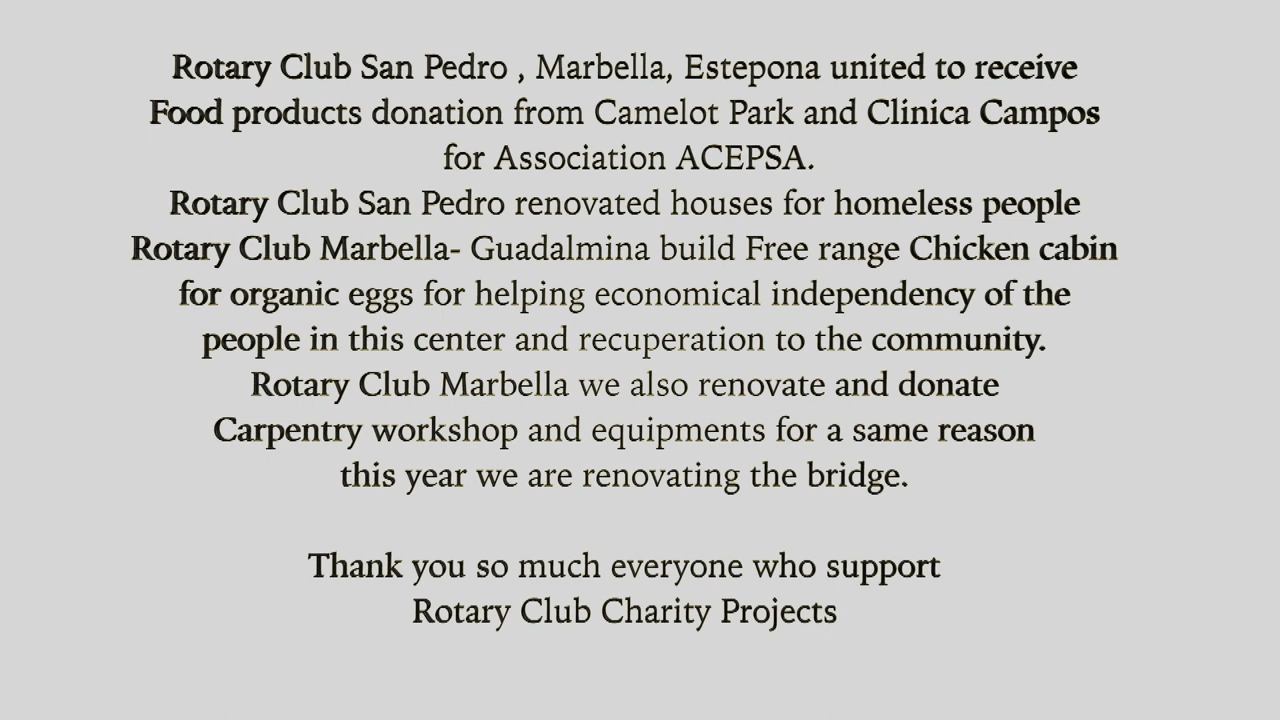 Rotary Club San Pedro , Marbella, Estepona united to receive
Food products donation from Camelot Park and Clinica Campos
for Association ACEPSA.
Rotary Club San Pedro renovated houses for homeless people
Rotary Club Marbella- Guadalmina build Free range Chicken cabin
for organic eggs for helping economical independency of the
people in this center and recuperation to the community.
Rotary Club Marbella we also renovate and donate
Carpentry workshop and equipments for a same reason
this year we are renovating the bridge.
Thank you so much everyone who support
Rotary Club Charity Projects